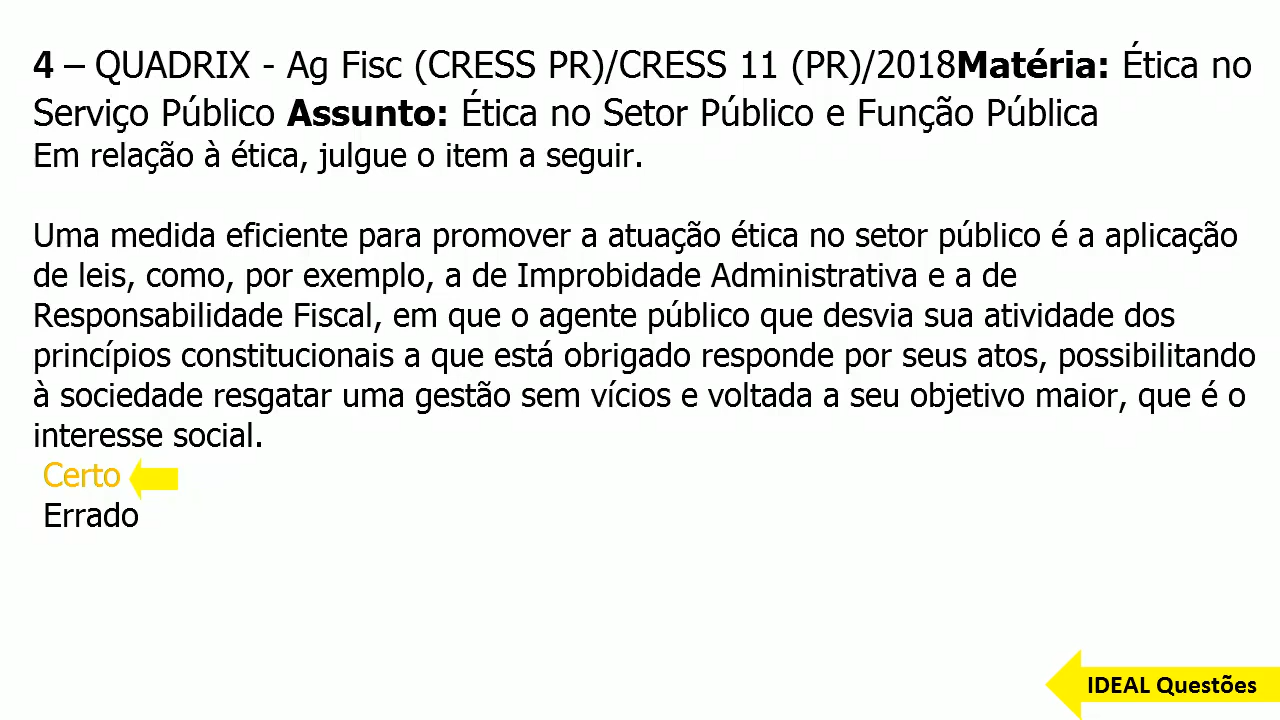 4 – QUADRIX - Ag Fisc (CRESS PR)/CRESS 11 (PR)/2018Matéria: Ética no
Serviço Público Assunto: Ética no Setor Público e Função Pública
Em relação à ética, julgue o item a seguir.
Uma medida eficiente para promover a atuação ética no setor público é a aplicação
de leis, como, por exemplo, a de Improbidade Administrativa e a de
Responsabilidade Fiscal, em que o agente público que desvia sua atividade dos
princípios constitucionais a que está obrigado responde por seus atos, possibilitando
à sociedade resgatar uma gestão sem vícios e voltada a seu objetivo maior, que é o
interesse social.
Certo
Errado
IDEAL Questões